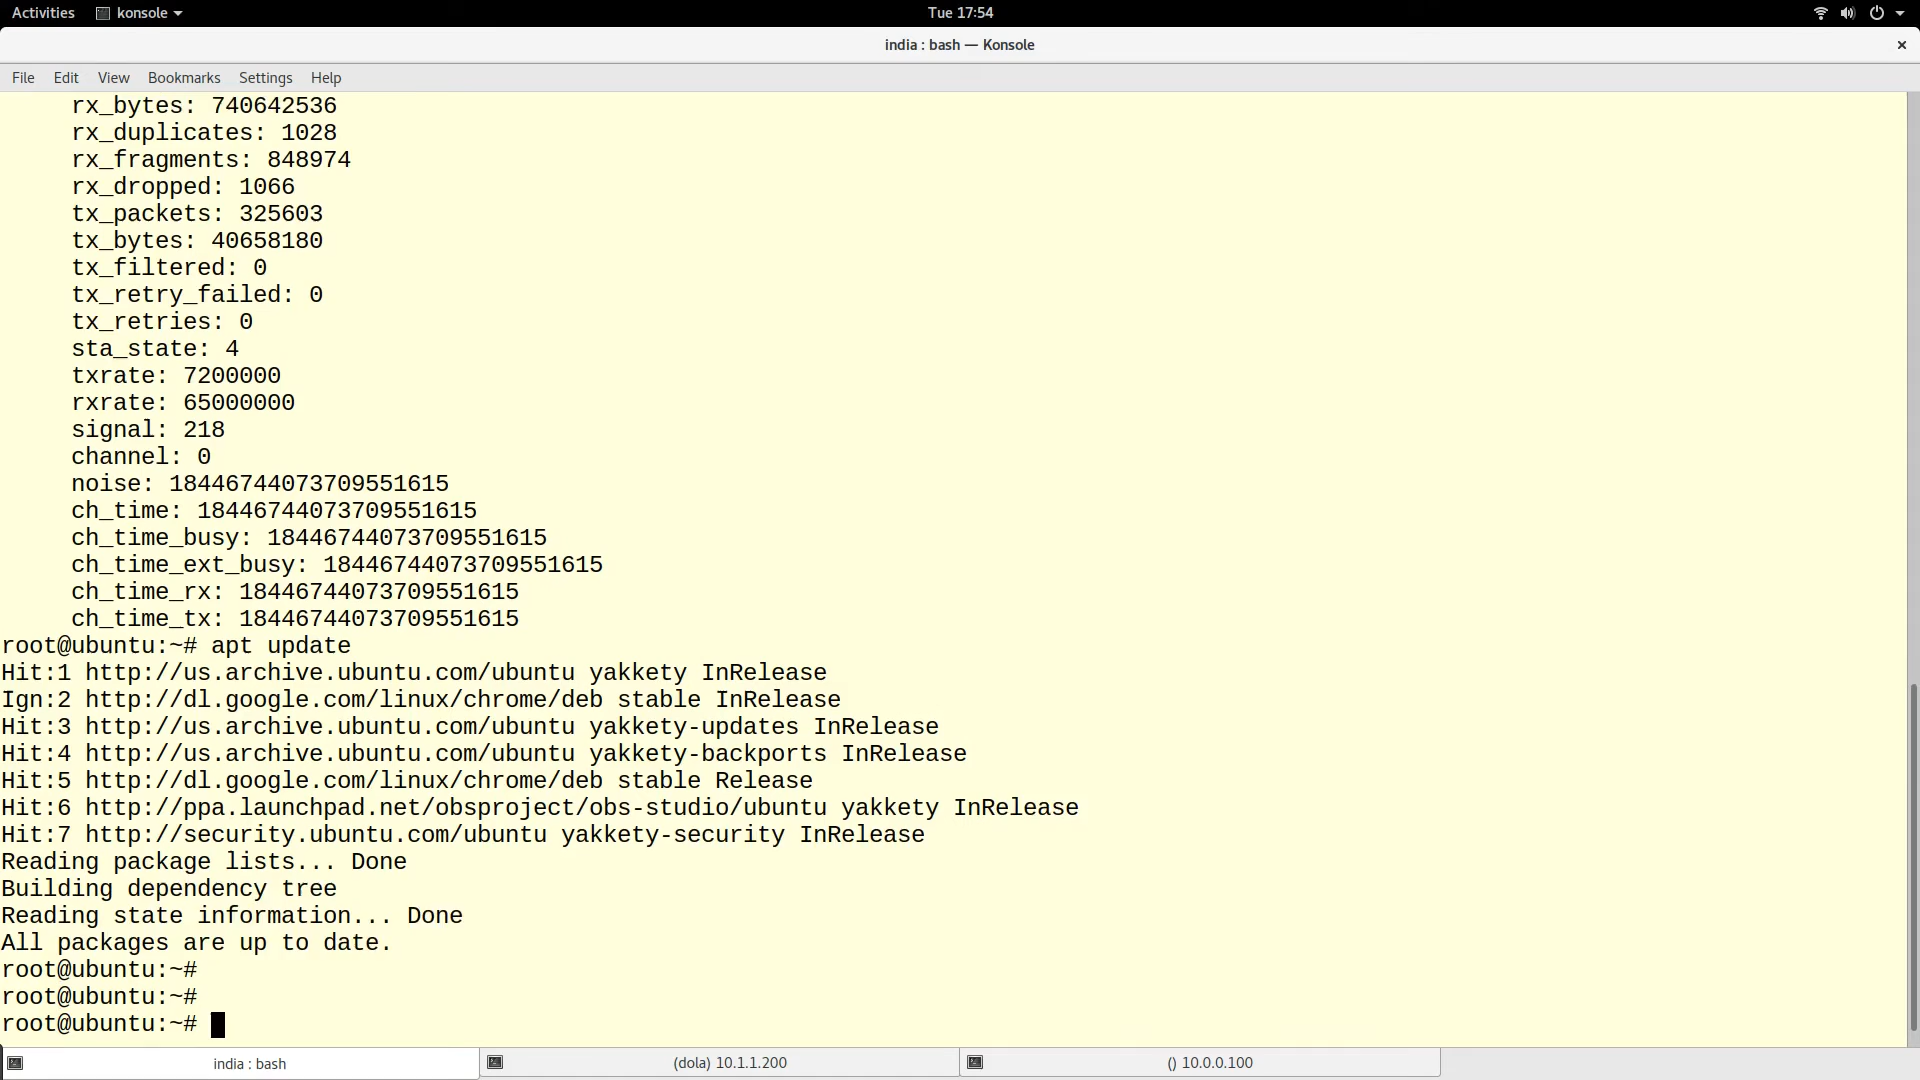 Activities konsole Tue 17:54
india : bash — Konsole
File Edit View Bookmarks Settings Help
rx_bytes: 740642536
rx_duplicates: 1028
rx_fragments: 848974
rx_dropped: 1066
tx_packets: 325603
tx_bytes: 40658180
tx_filtered: 0
tx_retry_failed: 0
tx_retries: 0
sta_state: 4
txrate: 7200000
rxrate: 65000000
signal: 218
channel: 0
noise: 18446744073709551615
ch_time: 18446744073709551615
ch_time_busy: 18446744073709551615
ch_time_ext_busy: 18446744073709551615
ch_time_rx: 18446744073709551615
ch_time_tx: 18446744073709551615
root@ubuntu:~# apt update
Hit:1 http://us.archive.ubuntu.com/ubuntu yakkety InRelease
Ign:2 http://dl.google.com/linux/chrome/deb stable InRelease
Hit:3 http://us.archive.ubuntu.com/ubuntu yakkety-updates InRelease
Hit:4 http://us.archive.ubuntu.com/ubuntu yakkety-backports InRelease
Hit:5 http://dl.google.com/linux/chrome/deb stable Release
Hit:6 http://ppa.launchpad.net/obsproject/obs-studio/ubuntu yakkety InRelease
Hit:7 http://security.ubuntu.com/ubuntu yakkety-security InRelease
Reading package lists... Done
Building dependency tree
Reading state information... Done
All packages are up to date.
root@ubuntu:~#
root@ubuntu:~#
root@ubuntu:~#
india : bash (dola) 10.1.1.200 () 10.0.0.100